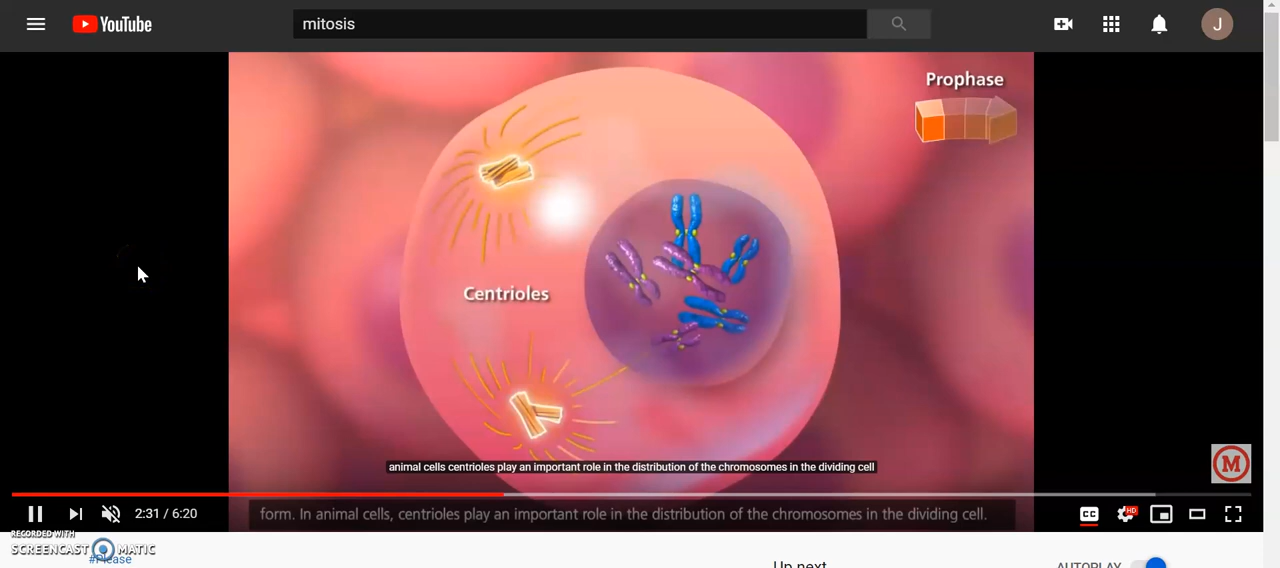 YouTube
mitosis
J
Prophase
Centrioles
animal cells centrioles play an important role in the distribution of the chromosomes in the dividing cell
M
2:31 / 6:20
form. In animal cells, centrioles play an important role in the distribution of the chromosomes in the dividing cell.
CC
HD
RECORDED WITH
SCREENCAST MATIC
#Please
Up next
AUTOPLAY